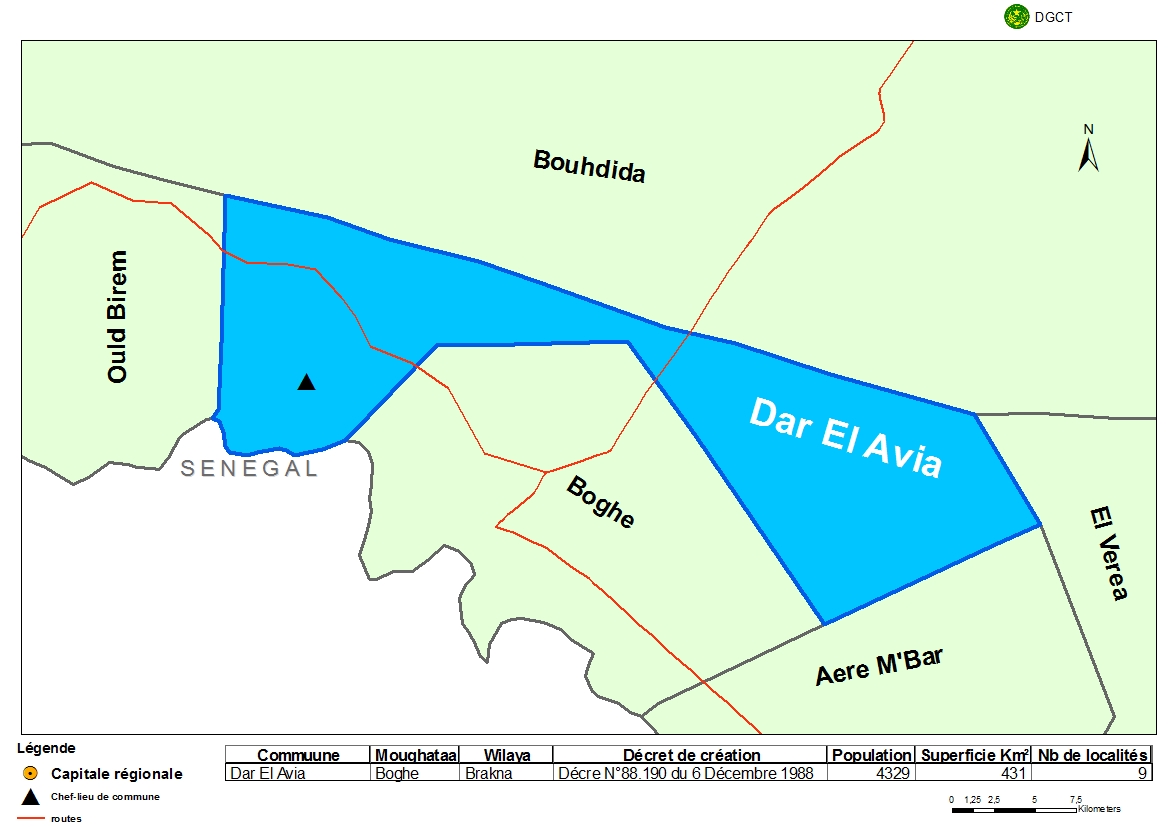 DGCT
N
Bouhdida
Ould Birem
Dar El Avia
SENEGAL
Boghe
El Verea
Aere M'Bar
Légende
Capitale régionale
Chef-lieu de commune
routes
Commuune Moughataa Wilaya Décret de création Population Superficie Km² Nb de localités
Dar El Avia Boghe Brakna Décre N°88.190 du 6 Décembre 1988 4329 431 9
0 1,25 2,5 5 7,5
Kilometers